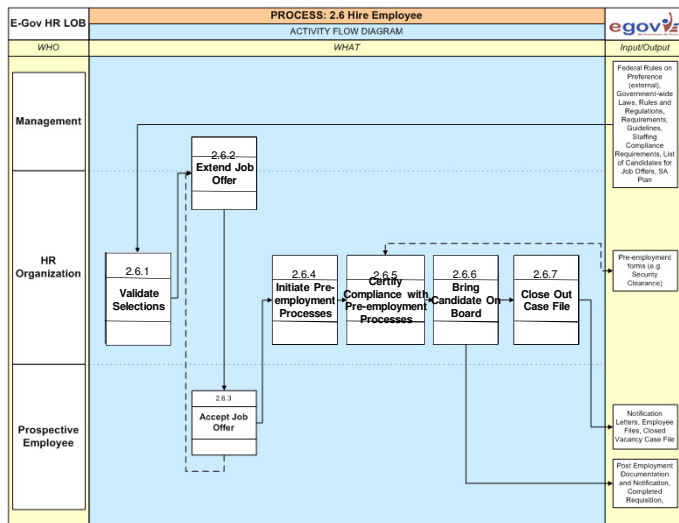 E-Gov HR LOB
PROCESS: 2.6 Hire Employee
ACTIVITY FLOW DIAGRAM
egov
WHO
WHAT
Input/Output
Management
HR
Organization
Prospective
Employee
2.6.1
Validate
Selections
2.6.2
Extend Job
Offer
2.6.3
Accept Job
Offer
2.6.4
Initiate Pre-
employment
Processes
2.6.5
Certify
Compliance with
Pre-employment
Processes
2.6.6
Bring
Candidate On
Board
2.6.7
Close Out
Case File
Federal Rules on
Preference
(external),
Government-wide
Laws, Rules and
Regulations,
Requirements,
Guidelines,
Staffing
Compliance
Requirements, List
of Candidates for
Job Offers, SA
Plan
Pre-employment
forms (e.g.
Security
Clearance)
Notification
Letters, Employee
Files, Closed
Vacancy Case File
Post Employment
Documentation
and Notification,
Completed
Requisition,